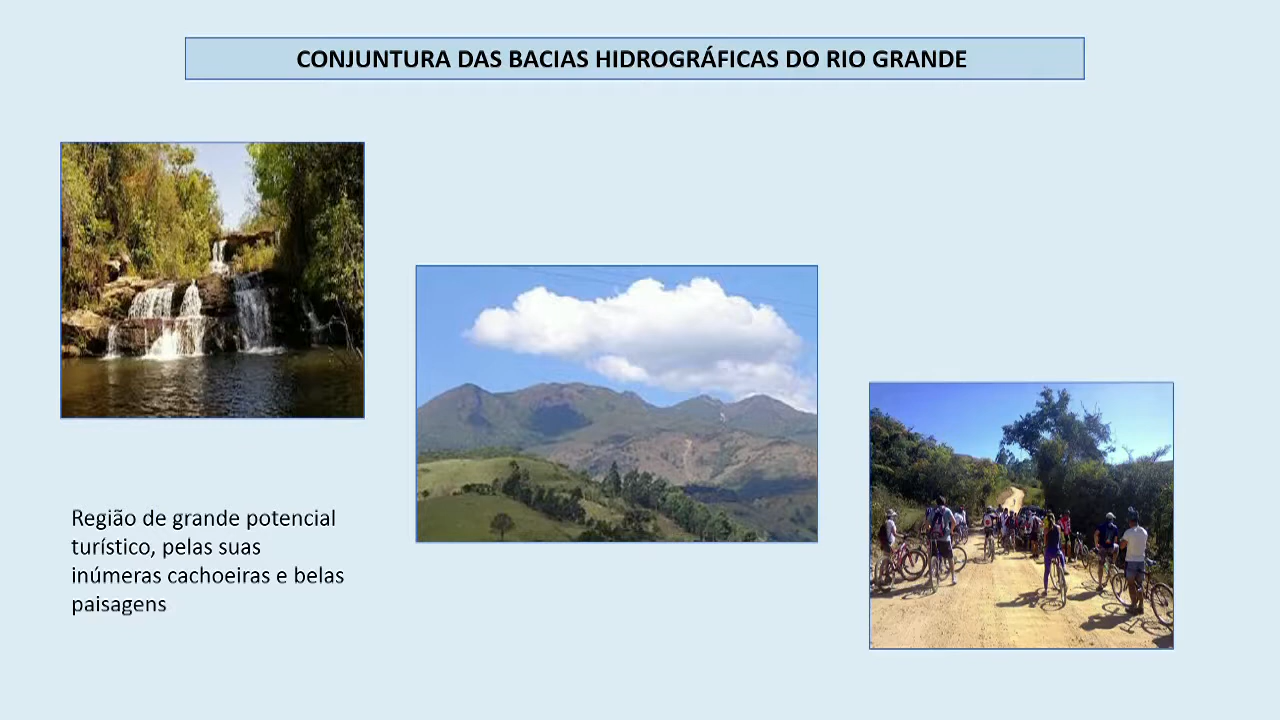 CONJUNTURA DAS BACIAS HIDROGRÁFICAS DO RIO GRANDE
Região de grande potencial
turístico, pelas suas
inúmeras cachoeiras e belas
paisagens